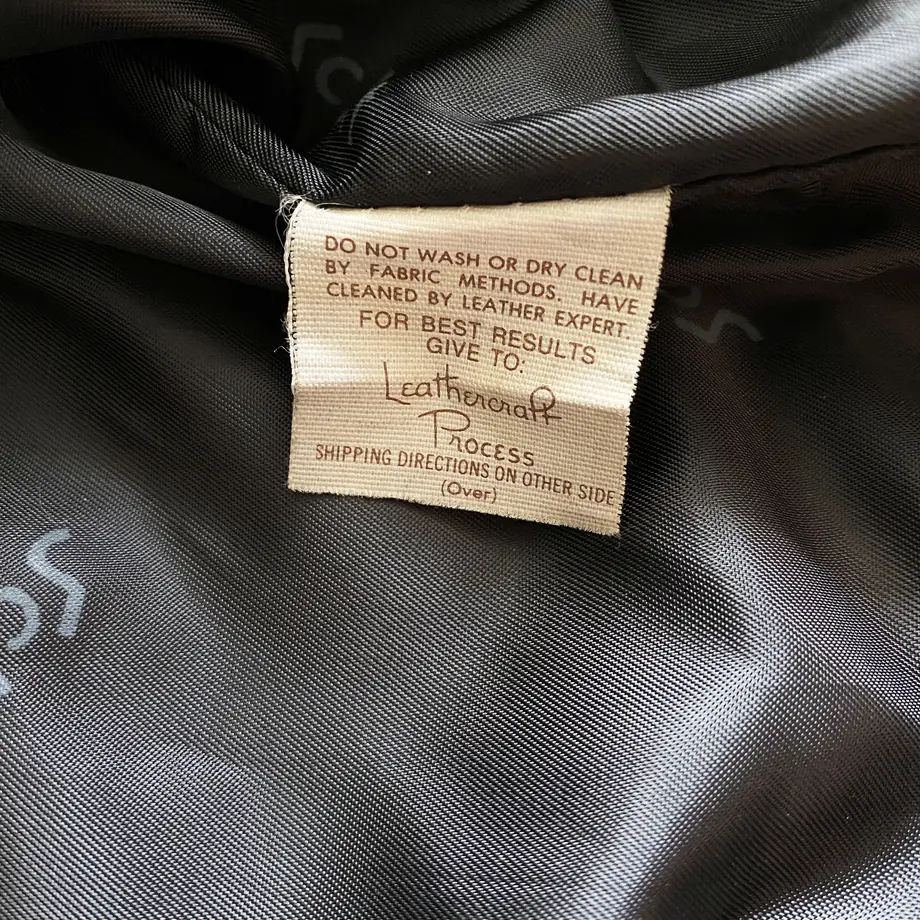 DO NOT WASH OR DRY CLEAN
BY FABRIC METHODS. HAVE
CLEANED BY LEATHER EXPERT.
FOR BEST RESULTS
GIVE TO:
Leathercraft
Process
SHIPPING DIRECTIONS ON OTHER SIDE
(Over)